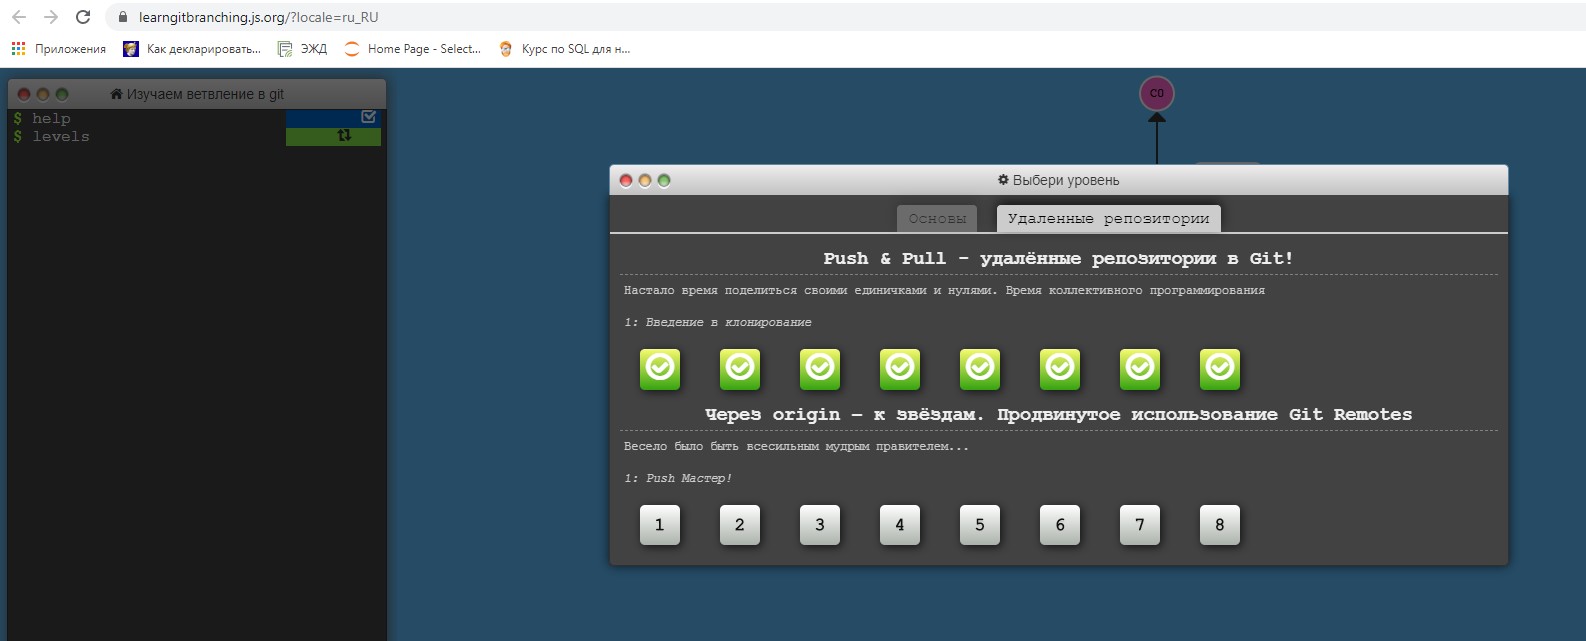 learngitbranching.js.org/?locale=ru_RU
Приложения Как декларировать... ЭЖД Home Page - Select... Курс по SQL для н...
Изучаем ветвление в git
$ help
$ levels
C0
Выбери уровень
Основы Удаленные репозитории
Push & Pull - удалённые репозитории в Git!
Настало время поделиться своими единичками и нулями. Время коллективного программирования
1: Введение в клонирование
Через origin – к звёздам. Продвинутое использование Git Remotes
Весело было быть всесильным мудрым правителем...
1: Push Мастер!
1 2 3 4 5 6 7 8